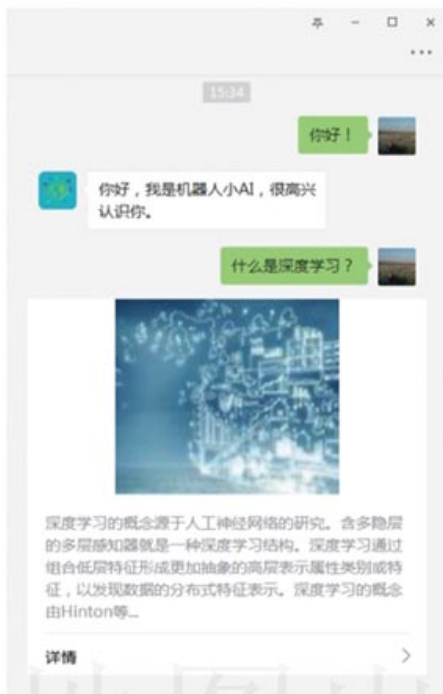 15:34
你好！
你好，我是机器人小AI，很高兴
认识你。
什么是深度学习？
深度学习的概念源于人工神经网络的研究。含多隐层
的多层感知器就是一种深度学习结构。深度学习通过
组合低层特征形成更加抽象的高层表示属性类别或特
征，以发现数据的分布式特征表示。深度学习的概念
由Hinton等...
详情